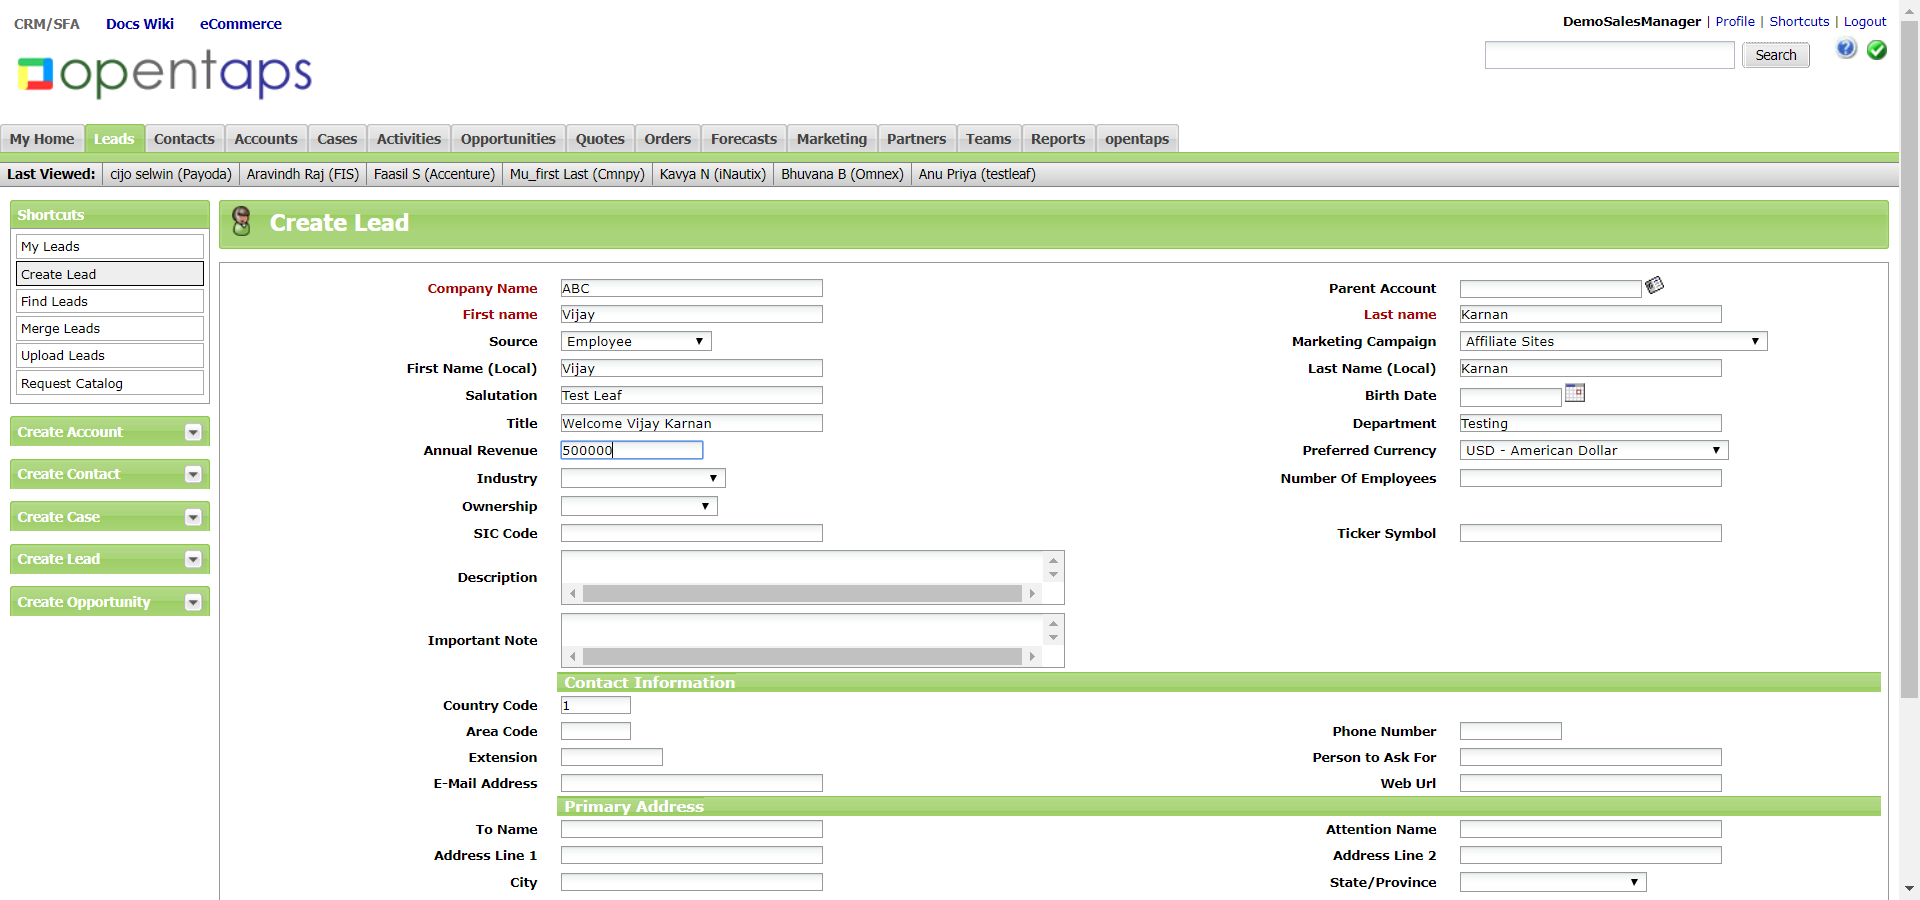 CRM/SFA Docs Wiki eCommerce
DemoSalesManager | Profile | Shortcuts | Logout
opentaps
Search
My Home Leads Contacts Accounts Cases Activities Opportunities Quotes Orders Forecasts Marketing Partners Teams Reports opentaps
Last Viewed: cijo selwin (Payoda) Aravindh Raj (FIS) Faasil S (Accenture) Mu_first Last (Cmnpy) Kavya N (iNautix) Bhuvana B (Omnex) Anu Priya (testleaf)
Shortcuts
My Leads
Create Lead
Find Leads
Merge Leads
Upload Leads
Request Catalog
Create Account
Create Contact
Create Case
Create Lead
Create Opportunity
Create Lead
Company Name ABC Parent Account
First name Vijay Last name Karnan
Source Employee Marketing Campaign Affiliate Sites
First Name (Local) Vijay Last Name (Local) Karnan
Salutation Test Leaf Birth Date
Title Welcome Vijay Karnan Department Testing
Annual Revenue 500000 Preferred Currency USD - American Dollar
Industry Number Of Employees
Ownership
SIC Code Ticker Symbol
Description
Important Note
Contact Information
Country Code 1
Area Code Phone Number
Extension Person to Ask For
E-Mail Address Web Url
Primary Address
To Name Attention Name
Address Line 1 Address Line 2
City State/Province